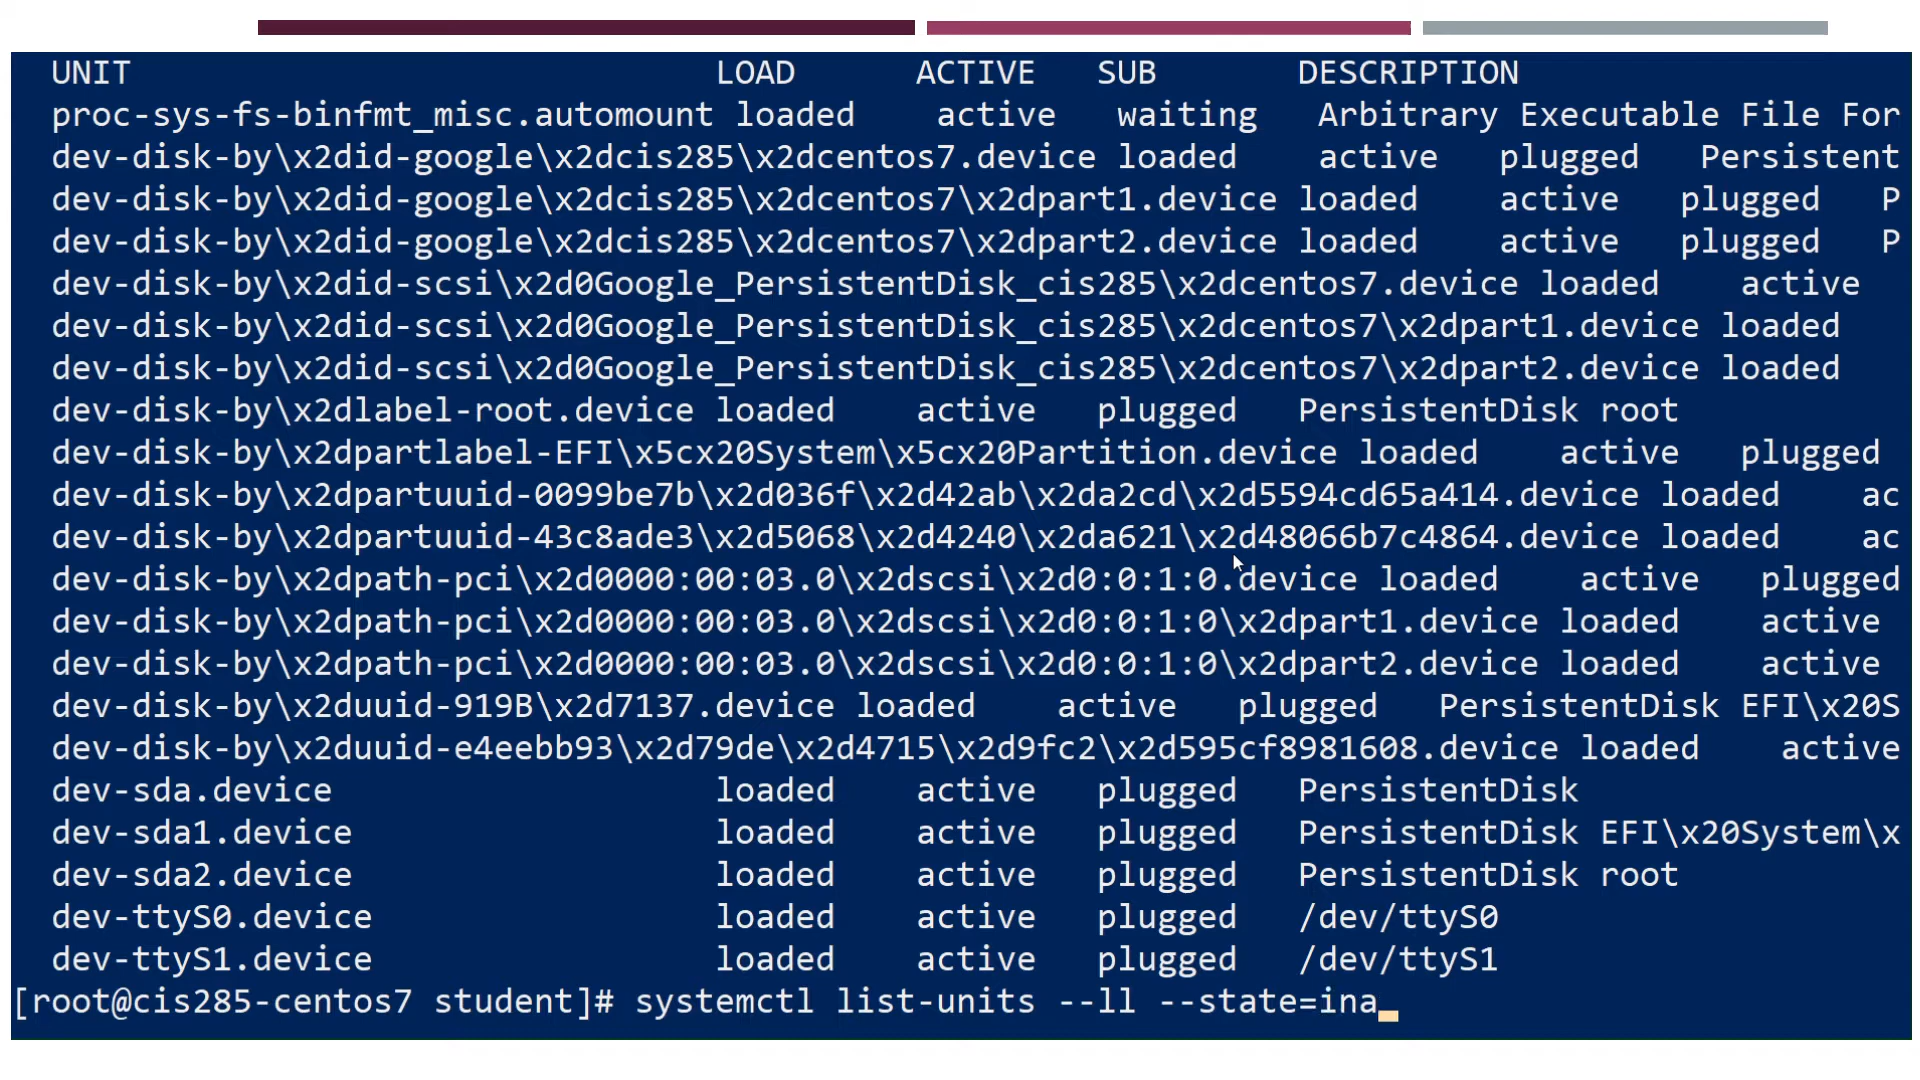 UNIT LOAD ACTIVE SUB DESCRIPTION
proc-sys-fs-binfmt_misc.automount loaded active waiting Arbitrary Executable File For
dev-disk-by\x2did-google\x2dcis285\x2dcentos7.device loaded active plugged Persistent
dev-disk-by\x2did-google\x2dcis285\x2dcentos7\x2dpart1.device loaded active plugged P
dev-disk-by\x2did-google\x2dcis285\x2dcentos7\x2dpart2.device loaded active plugged P
dev-disk-by\x2did-scsi\x2d0Google_PersistentDisk_cis285\x2dcentos7.device loaded active
dev-disk-by\x2did-scsi\x2d0Google_PersistentDisk_cis285\x2dcentos7\x2dpart1.device loaded
dev-disk-by\x2did-scsi\x2d0Google_PersistentDisk_cis285\x2dcentos7\x2dpart2.device loaded
dev-disk-by\x2dlabel-root.device loaded active plugged PersistentDisk root
dev-disk-by\x2dpartlabel-EFI\x5cx20System\x5cx20Partition.device loaded active plugged
dev-disk-by\x2dpartuuid-0099be7b\x2d036f\x2d42ab\x2da2cd\x2d5594cd65a414.device loaded ac
dev-disk-by\x2dpartuuid-43c8ade3\x2d5068\x2d4240\x2da621\x2d48066b7c4864.device loaded ac
dev-disk-by\x2dpath-pci\x2d0000:00:03.0\x2dscsi\x2d0:0:1:0.device loaded active plugged
dev-disk-by\x2dpath-pci\x2d0000:00:03.0\x2dscsi\x2d0:0:1:0\x2dpart1.device loaded active
dev-disk-by\x2dpath-pci\x2d0000:00:03.0\x2dscsi\x2d0:0:1:0\x2dpart2.device loaded active
dev-disk-by\x2duuid-919B\x2d7137.device loaded active plugged PersistentDisk EFI\x20S
dev-disk-by\x2duuid-e4eebb93\x2d79de\x2d4715\x2d9fc2\x2d595cf8981608.device loaded active
dev-sda.device loaded active plugged PersistentDisk
dev-sda1.device loaded active plugged PersistentDisk EFI\x20System\x
dev-sda2.device loaded active plugged PersistentDisk root
dev-ttyS0.device loaded active plugged /dev/ttyS0
dev-ttyS1.device loaded active plugged /dev/ttyS1
[root@cis285-centos7 student]# systemctl list-units --ll --state=ina